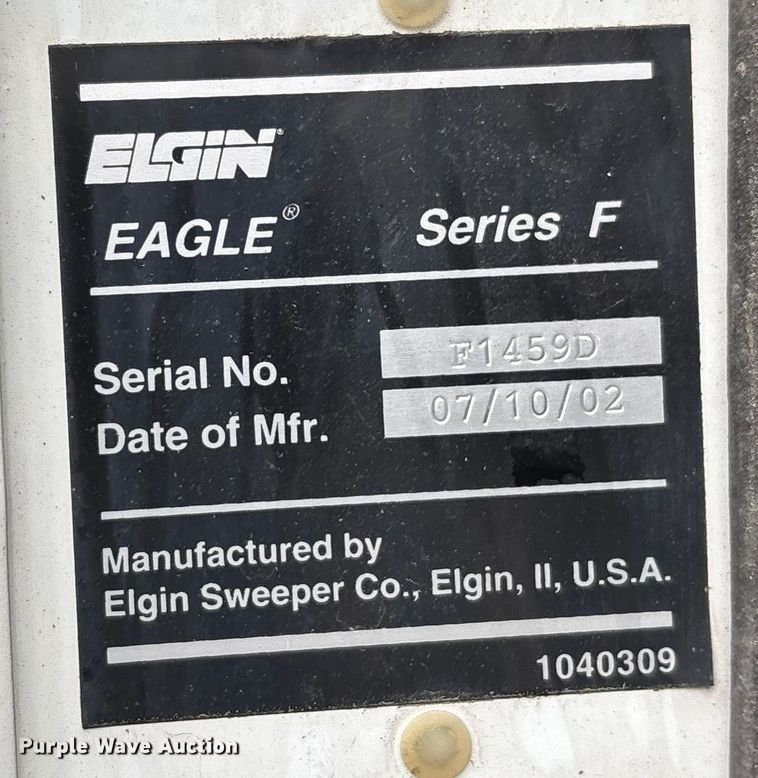 ELGIN®
EAGLE® Series F
Serial No. F1459D
Date of Mfr. 07/10/02
Manufactured by
Elgin Sweeper Co., Elgin, Il, U.S.A.
1040309
Purple Wave Auction